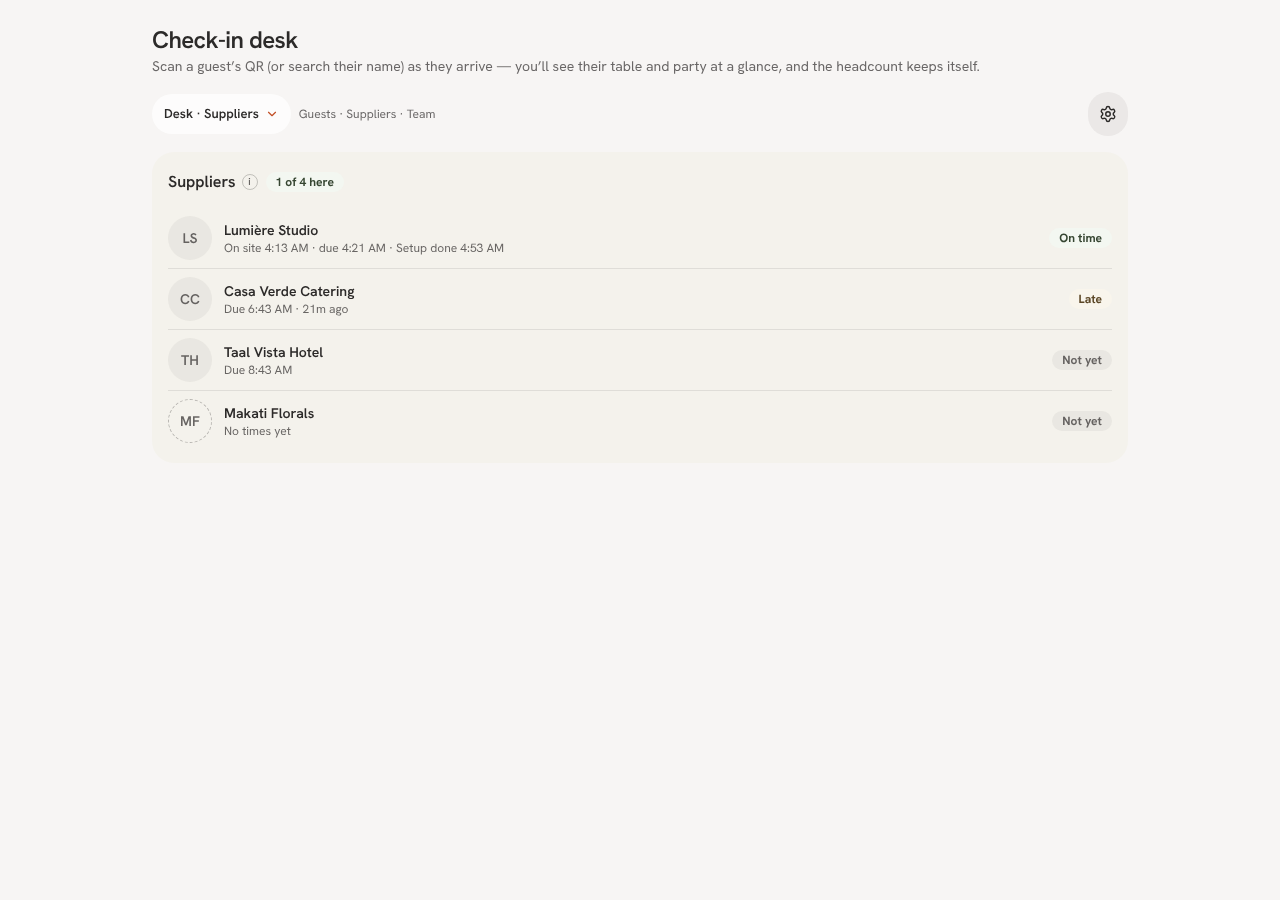 Check-in desk
Scan a guest’s QR (or search their name) as they arrive — you’ll see their table and party at a glance, and the headcount keeps itself.
Desk · Suppliers
Guests · Suppliers · Team
Suppliers i 1 of 4 here
LS
Lumière Studio
On site 4:13 AM · due 4:21 AM · Setup done 4:53 AM
On time
CC
Casa Verde Catering
Due 6:43 AM · 21m ago
Late
TH
Taal Vista Hotel
Due 8:43 AM
Not yet
MF
Makati Florals
No times yet
Not yet